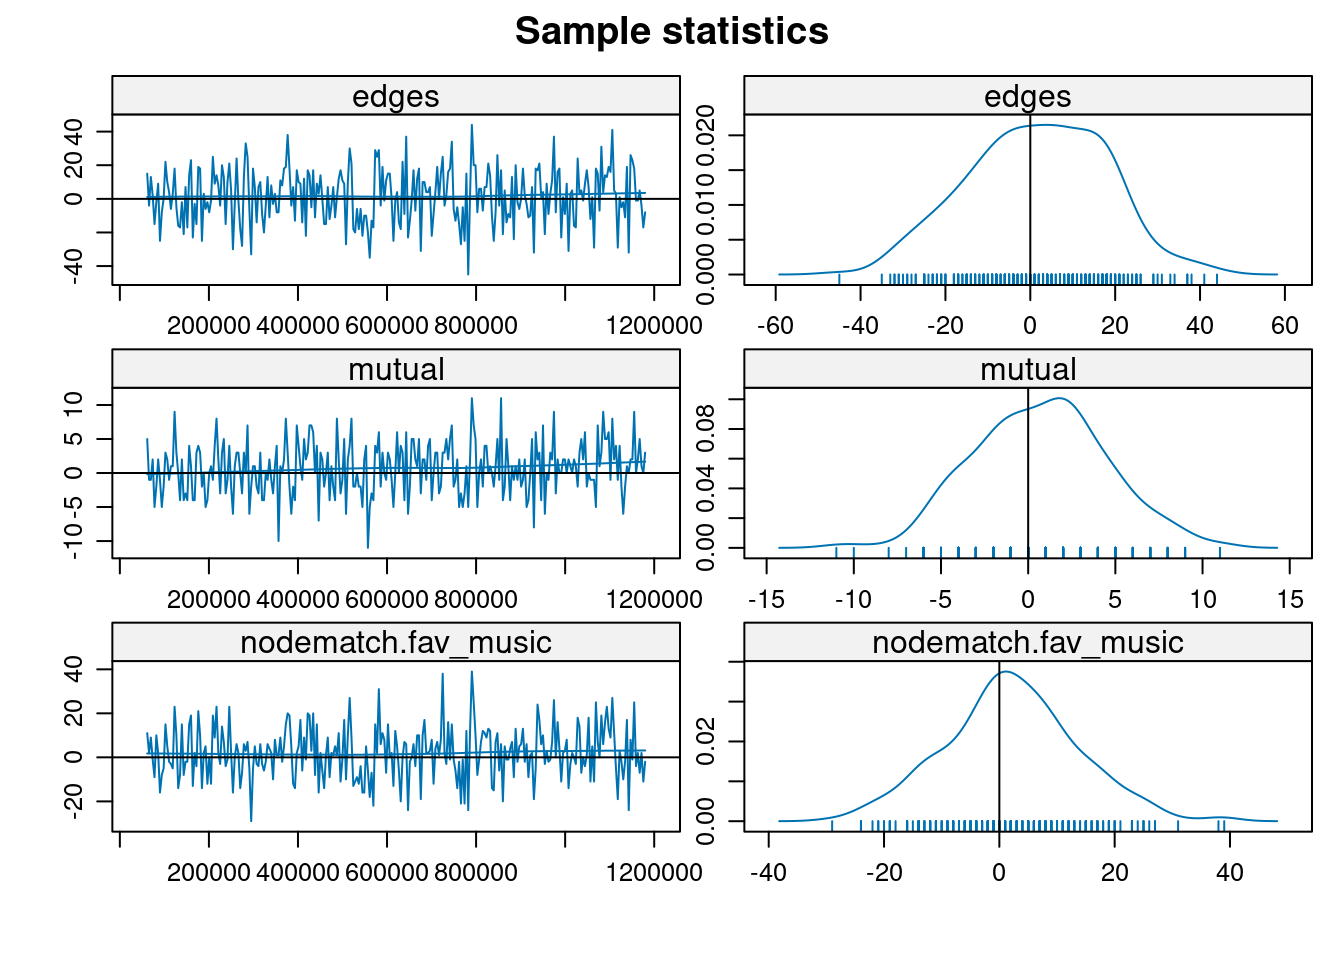 Sample statistics
edges
edges
-40 0 20 40
200000 400000 600000 800000 1200000
0.000 0.010 0.020
-60 -40 -20 0 20 40 60
mutual
mutual
-10 -5 0 5 10
200000 400000 600000 800000 1200000
0.00 0.04 0.08
-15 -10 -5 0 5 10 15
nodematch.fav_music
nodematch.fav_music
-20 0 20 40
200000 400000 600000 800000 1200000
0.00 0.02
-40 -20 0 20 40